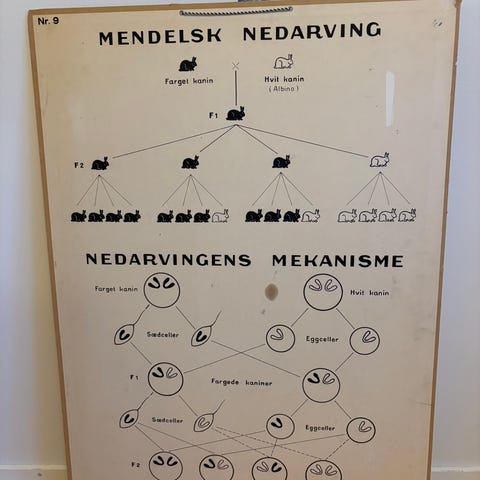 Nr. 9
MENDELSK NEDARVING
Farget kanin
Hvit kanin
(Albino)
F1
F2
NEDARVINGENS MEKANISME
Farget kanin
Hvit kanin
Sædceller
Eggceller
F1
Fargede kaniner
Sædceller
Eggceller
F2